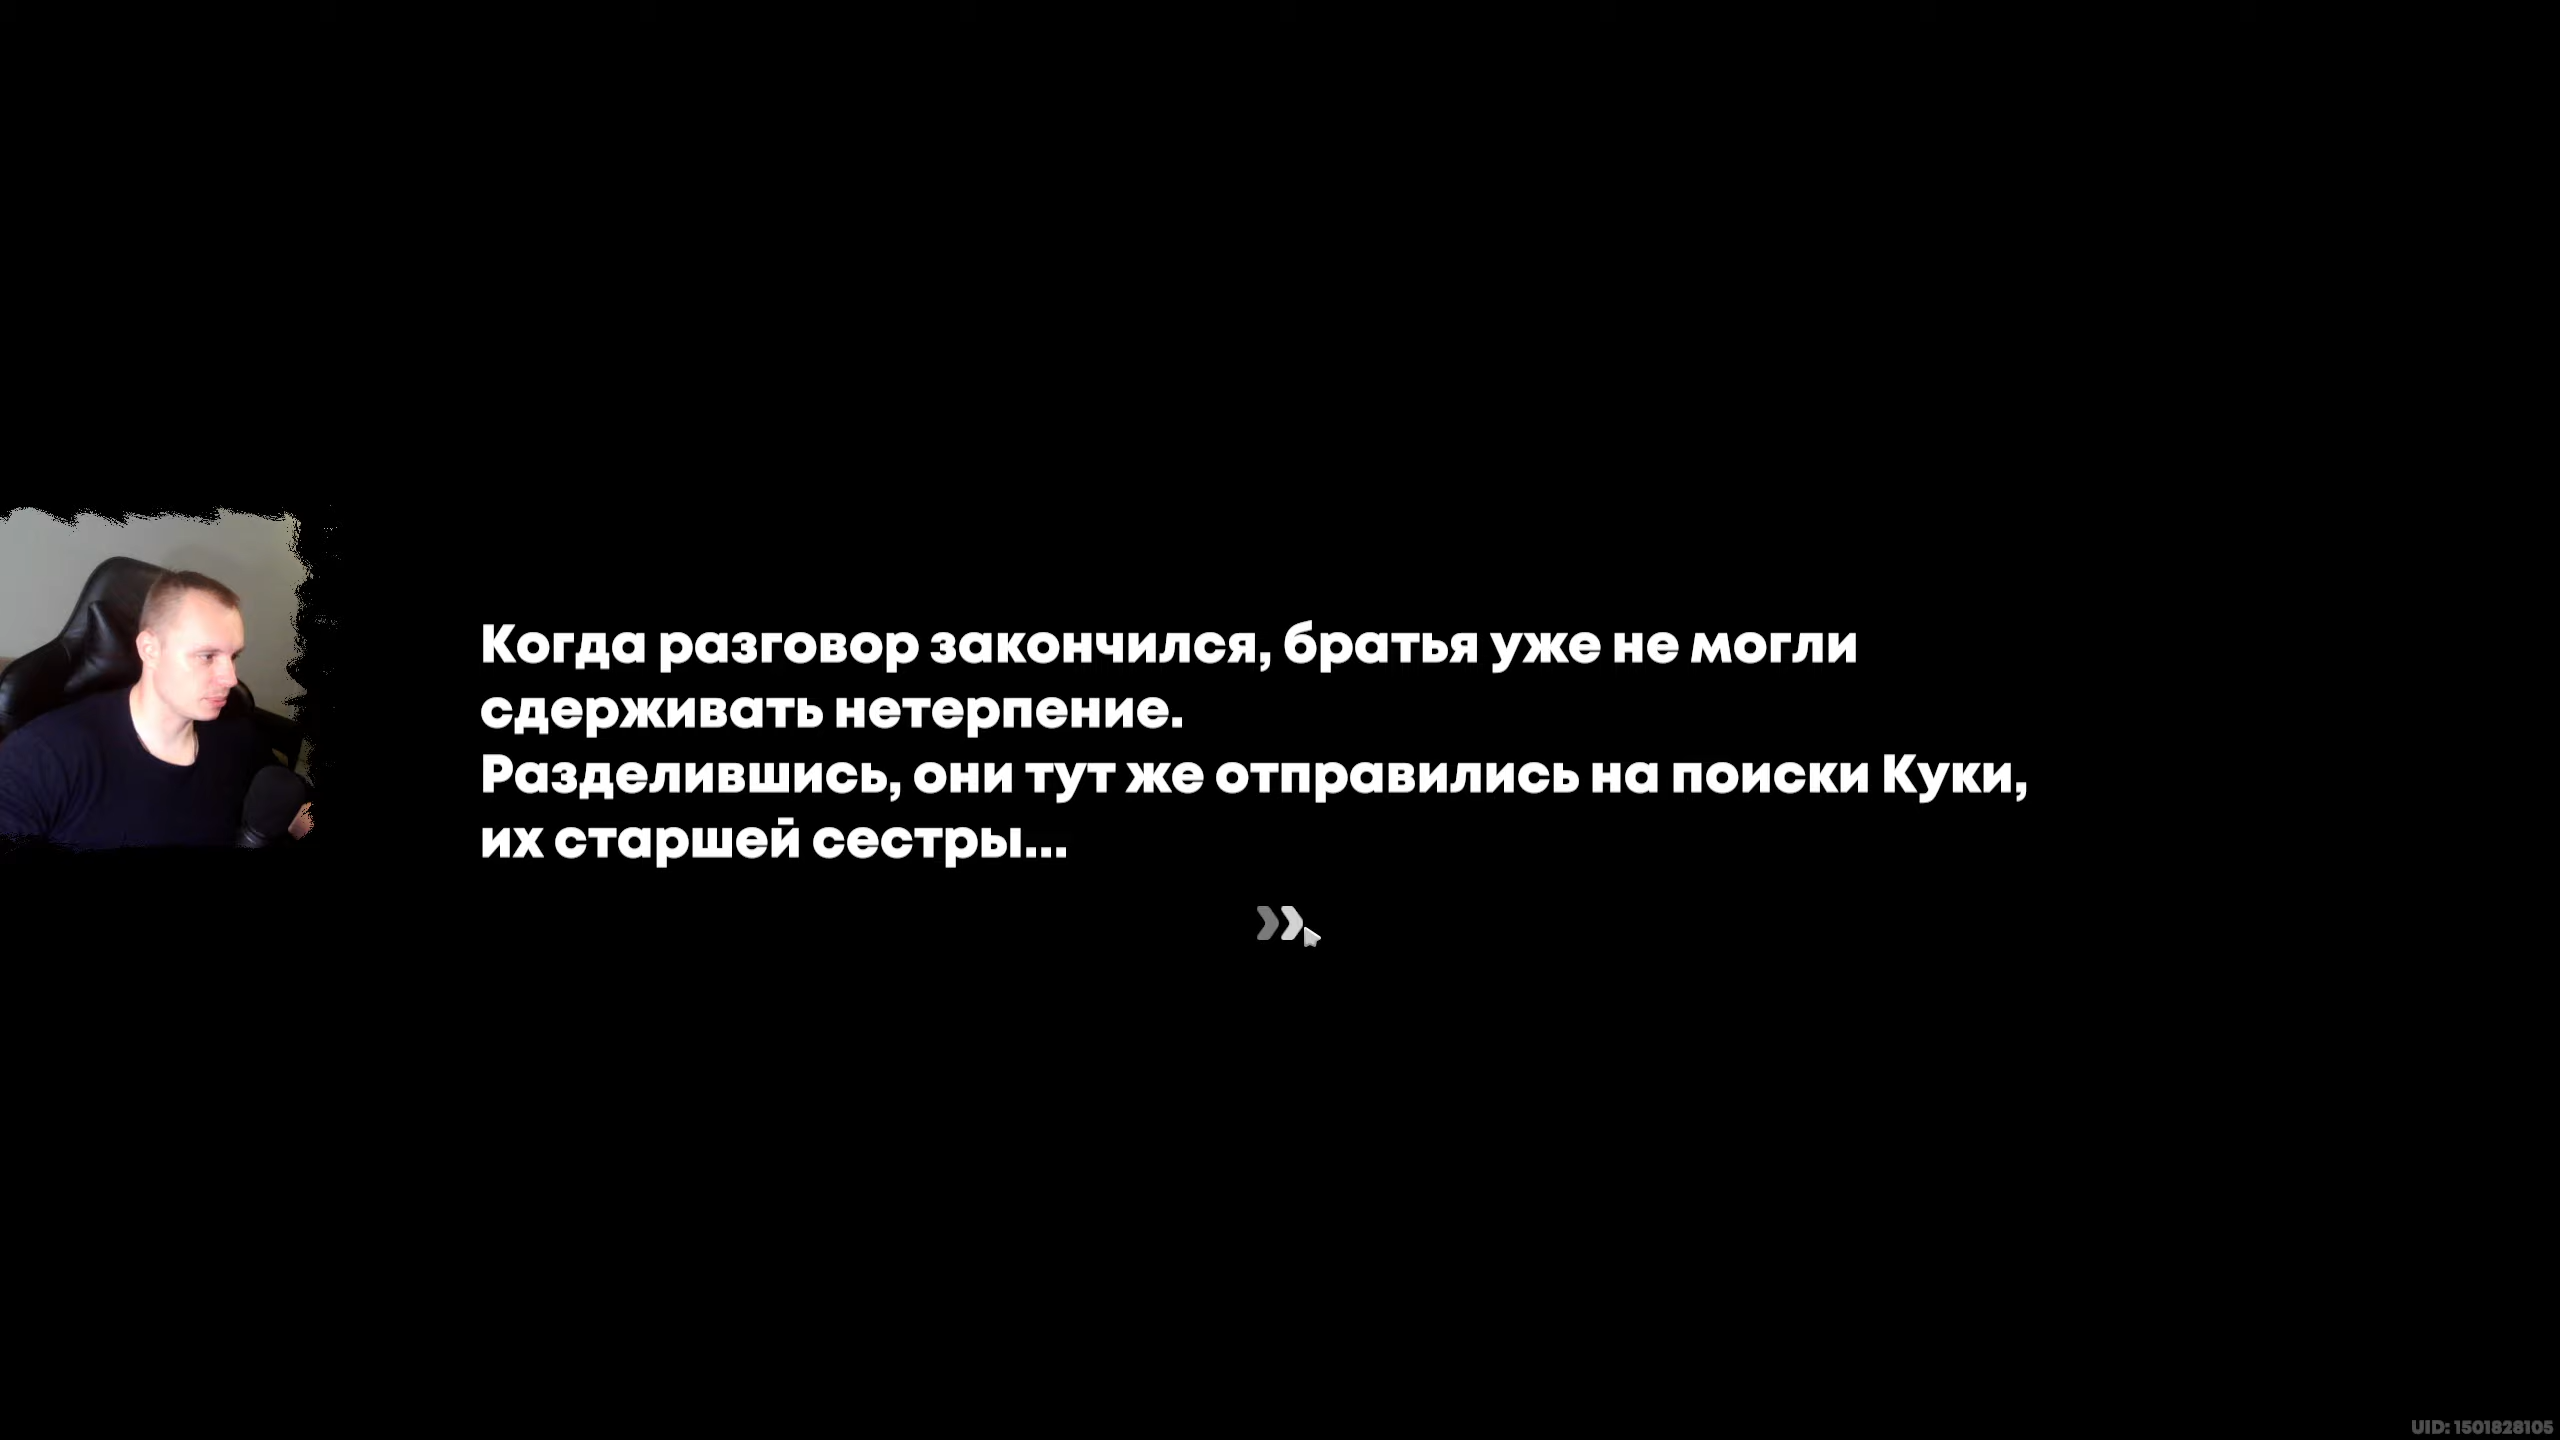 Когда разговор закончился, братья уже не могли
сдерживать нетерпение.
Разделившись, они тут же отправились на поиски Куки,
их старшей сестры...
UID: 1501828105